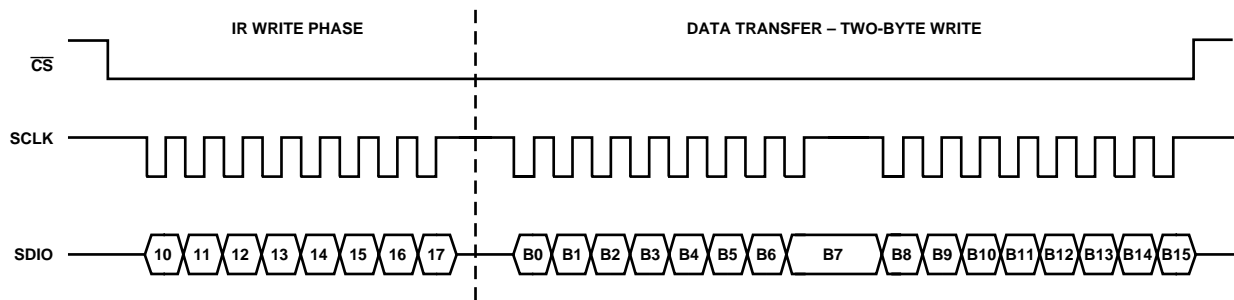 IR WRITE PHASE DATA TRANSFER – TWO-BYTE WRITE
CS
SCLK
SDIO 10 11 12 13 14 15 16 17 B0 B1 B2 B3 B4 B5 B6 B7 B8 B9 B10 B11 B12 B13 B14 B15